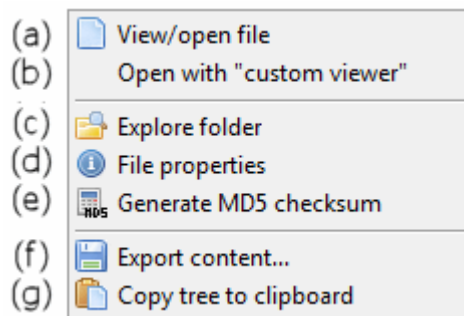 (a) View/open file
(b) Open with "custom viewer"
(c) Explore folder
(d) File properties
(e) MD5 Generate MD5 checksum
(f) Export content...
(g) Copy tree to clipboard